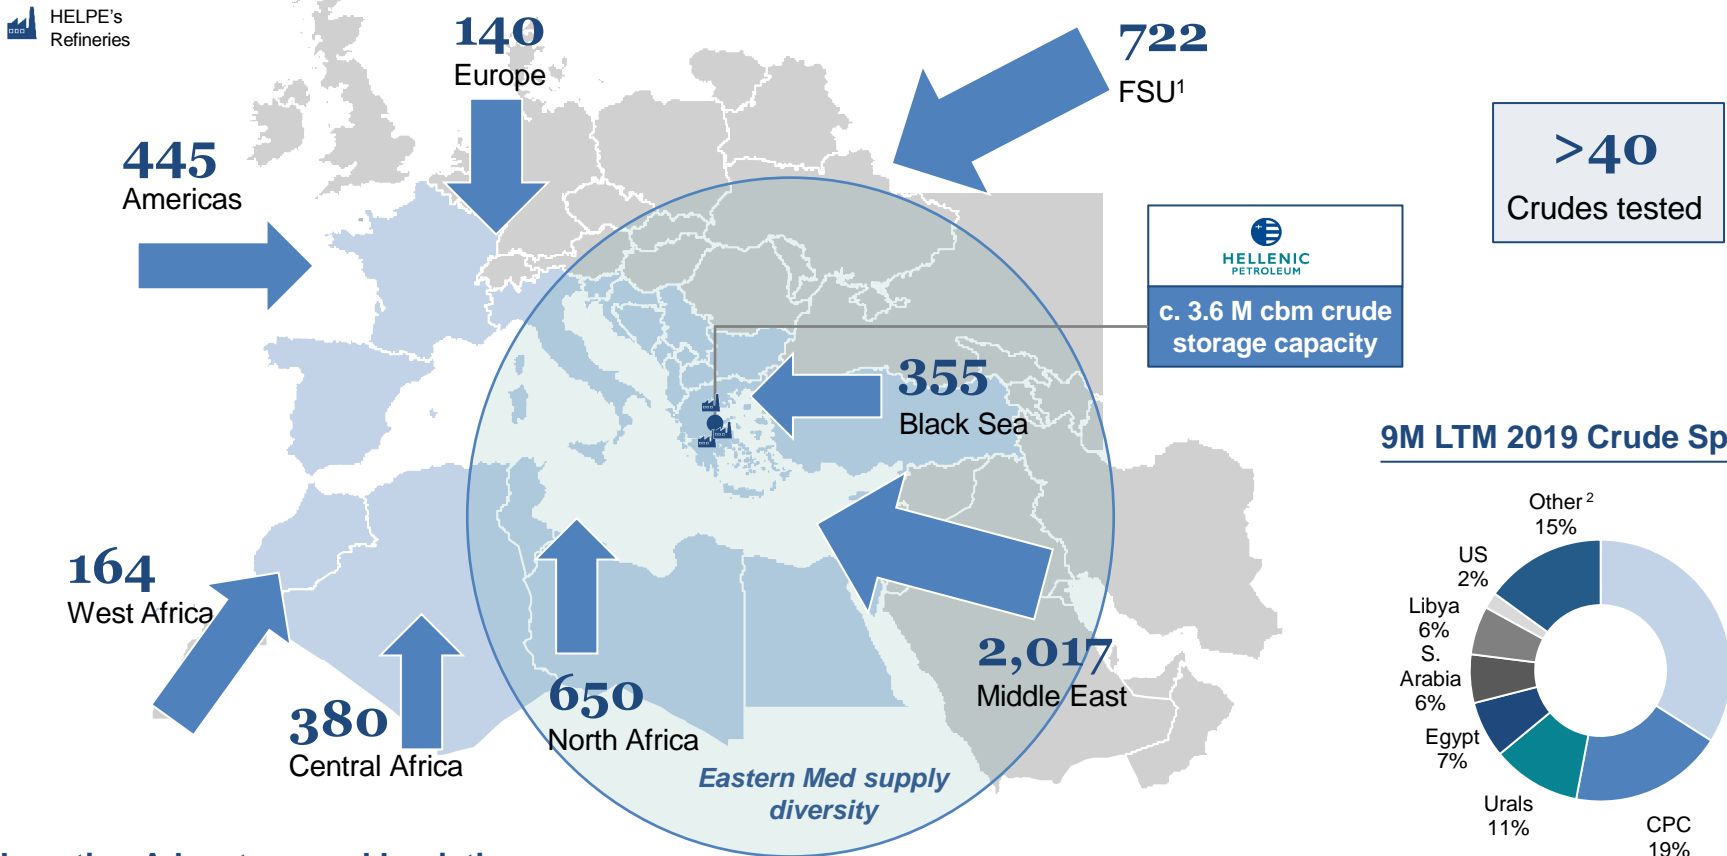 HELPE's
Refineries
140
Europe
722
FSU¹
445
Americas
>40
Crudes tested
HELLENIC
PETROLEUM
c. 3.6 M cbm crude
storage capacity
355
Black Sea
9M LTM 2019 Crude Sp
Other ²
15%
US
2%
Libya
6%
S.
Arabia
6%
Egypt
7%
Urals
11%
CPC
19%
164
West Africa
380
Central Africa
650
North Africa
2,017
Middle East
Eastern Med supply
diversity